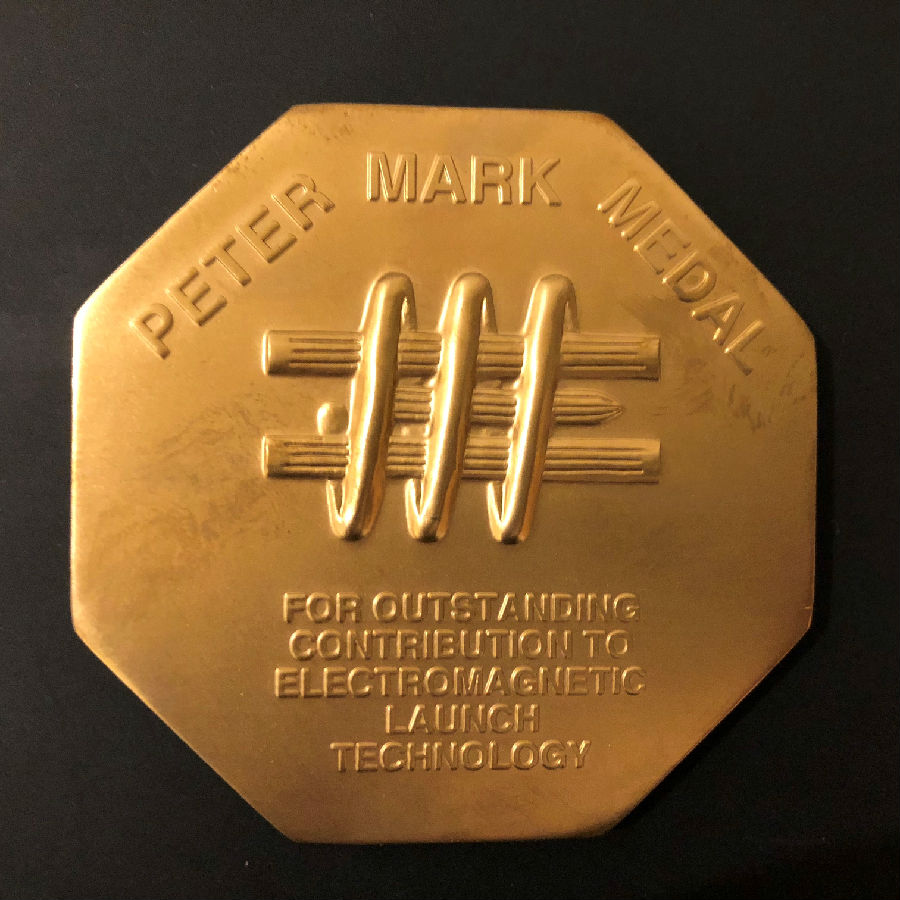 PETER MARK MEDAL
FOR OUTSTANDING
CONTRIBUTION TO
ELECTROMAGNETIC
LAUNCH
TECHNOLOGY